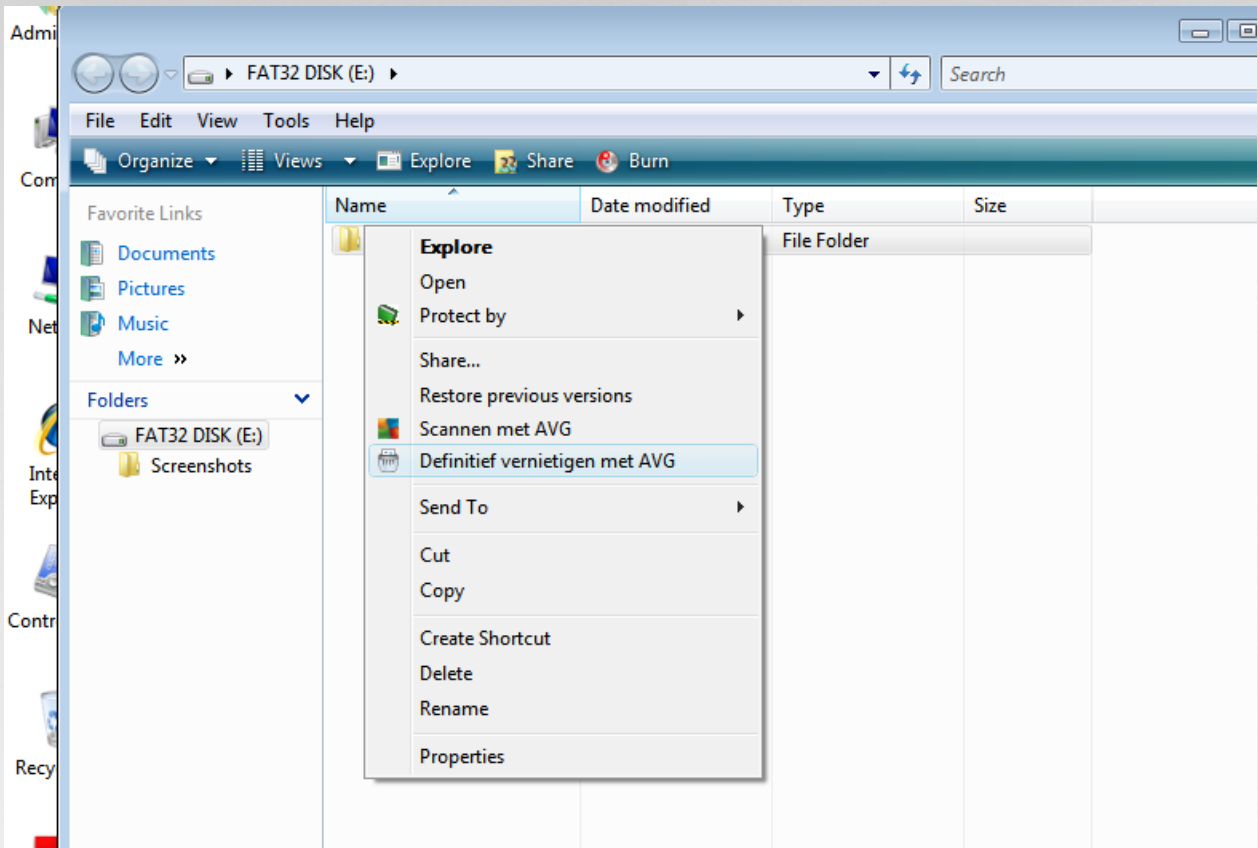 Admi
FAT32 DISK (E:)
Search
File Edit View Tools Help
Organize Views Explore Share Burn
Com
Favorite Links
Name Date modified Type Size
Documents
File Folder
Pictures
Music
More »
Net
Folders
FAT32 DISK (E:)
Screenshots
Inte
Exp
Contr
Recy
Explore
Open
Protect by
Share...
Restore previous versions
Scannen met AVG
Definitief vernietigen met AVG
Send To
Cut
Copy
Create Shortcut
Delete
Rename
Properties